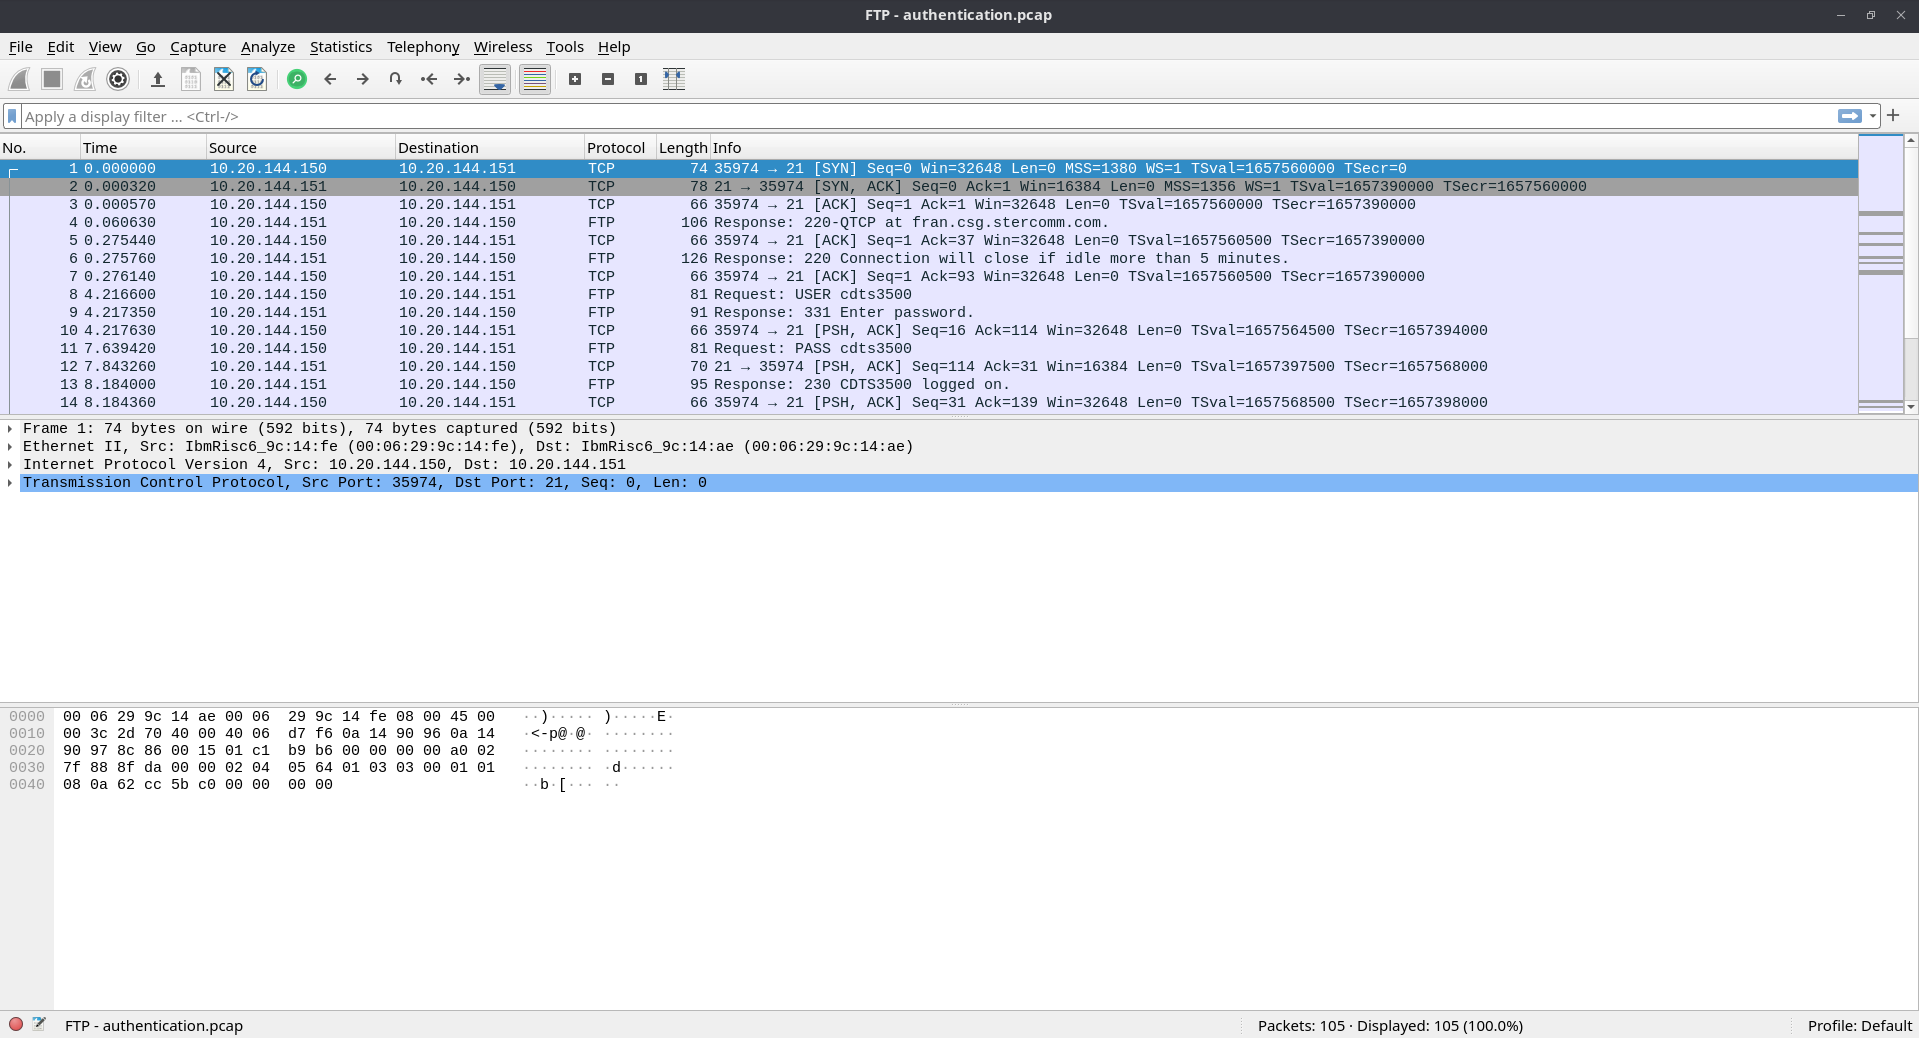 FTP - authentication.pcap
File Edit View Go Capture Analyze Statistics Telephony Wireless Tools Help
Apply a display filter ... <Ctrl-/>
No. Time Source Destination Protocol Length Info
1 0.000000 10.20.144.150 10.20.144.151 TCP 74 35974 → 21 [SYN] Seq=0 Win=32648 Len=0 MSS=1380 WS=1 TSval=1657560000 TSecr=0
2 0.000320 10.20.144.151 10.20.144.150 TCP 78 21 → 35974 [SYN, ACK] Seq=0 Ack=1 Win=16384 Len=0 MSS=1356 WS=1 TSval=1657390000 TSecr=1657560000
3 0.000570 10.20.144.150 10.20.144.151 TCP 66 35974 → 21 [ACK] Seq=1 Ack=1 Win=32648 Len=0 TSval=1657560000 TSecr=1657390000
4 0.060630 10.20.144.151 10.20.144.150 FTP 106 Response: 220-QTCP at fran.csg.stercomm.com.
5 0.275440 10.20.144.150 10.20.144.151 TCP 66 35974 → 21 [ACK] Seq=1 Ack=37 Win=32648 Len=0 TSval=1657560500 TSecr=1657390000
6 0.275760 10.20.144.151 10.20.144.150 FTP 126 Response: 220 Connection will close if idle more than 5 minutes.
7 0.276140 10.20.144.150 10.20.144.151 TCP 66 35974 → 21 [ACK] Seq=1 Ack=93 Win=32648 Len=0 TSval=1657560500 TSecr=1657390000
8 4.216600 10.20.144.150 10.20.144.151 FTP 81 Request: USER cdts3500
9 4.217350 10.20.144.151 10.20.144.150 FTP 91 Response: 331 Enter password.
10 4.217630 10.20.144.150 10.20.144.151 TCP 66 35974 → 21 [PSH, ACK] Seq=16 Ack=114 Win=32648 Len=0 TSval=1657564500 TSecr=1657394000
11 7.639420 10.20.144.150 10.20.144.151 FTP 81 Request: PASS cdts3500
12 7.843260 10.20.144.151 10.20.144.150 TCP 70 21 → 35974 [PSH, ACK] Seq=114 Ack=31 Win=16384 Len=0 TSval=1657397500 TSecr=1657568000
13 8.184000 10.20.144.151 10.20.144.150 FTP 95 Response: 230 CDTS3500 logged on.
14 8.184360 10.20.144.150 10.20.144.151 TCP 66 35974 → 21 [PSH, ACK] Seq=31 Ack=139 Win=32648 Len=0 TSval=1657568500 TSecr=1657398000
Frame 1: 74 bytes on wire (592 bits), 74 bytes captured (592 bits)
Ethernet II, Src: IbmRisc6_9c:14:fe (00:06:29:9c:14:fe), Dst: IbmRisc6_9c:14:ae (00:06:29:9c:14:ae)
Internet Protocol Version 4, Src: 10.20.144.150, Dst: 10.20.144.151
Transmission Control Protocol, Src Port: 35974, Dst Port: 21, Seq: 0, Len: 0
0000 00 06 29 9c 14 ae 00 06 29 9c 14 fe 08 00 45 00 ··)····· )·····E·
0010 00 3c 2d 70 40 00 40 06 d7 f6 0a 14 90 96 0a 14 ·<-p@·@· ········
0020 90 97 8c 86 00 15 01 c1 b9 b6 00 00 00 00 a0 02 ········ ········
0030 7f 88 8f da 00 00 02 04 05 64 01 03 03 00 01 01 ········ ·d······
0040 08 0a 62 cc 5b c0 00 00 00 00 ··b·[··· ··
FTP - authentication.pcap Packets: 105 · Displayed: 105 (100.0%) Profile: Default